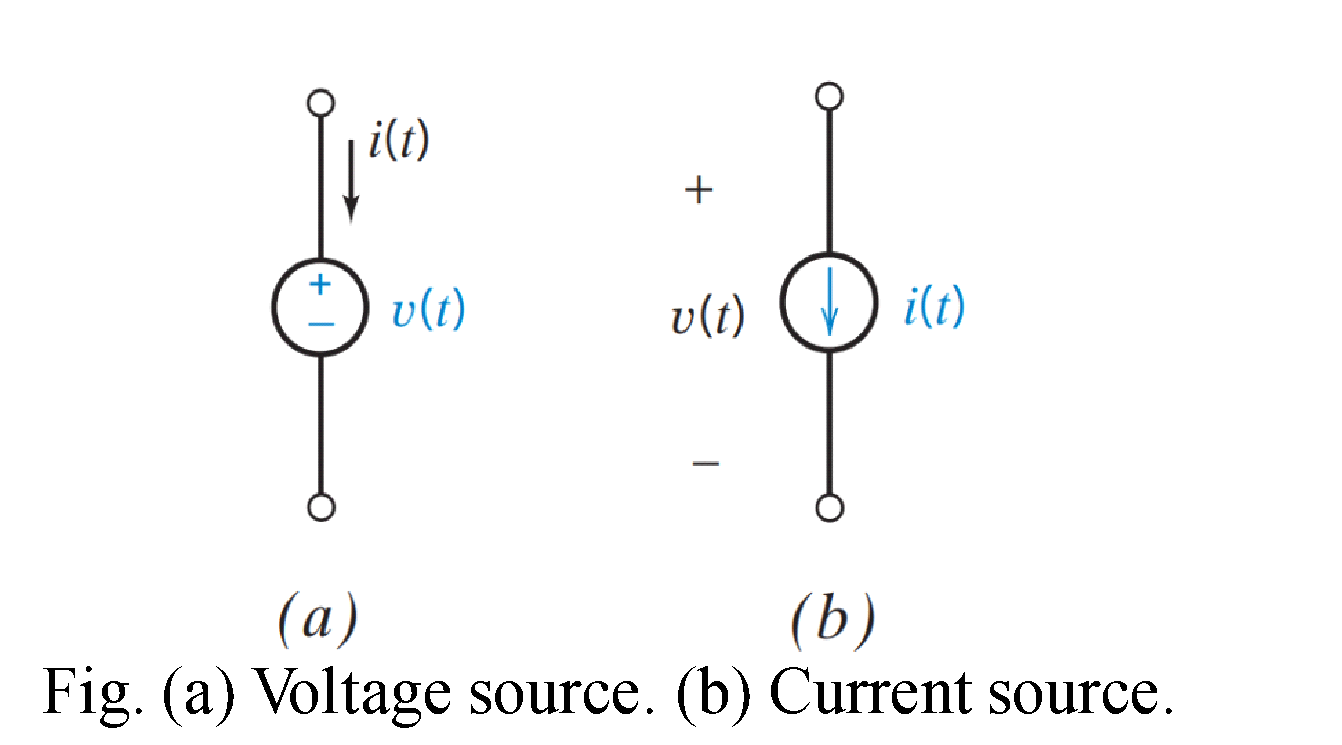 i(t)
+
−
v(t)
+
v(t)
−
i(t)
(a)
(b)
Fig. (a) Voltage source. (b) Current source.